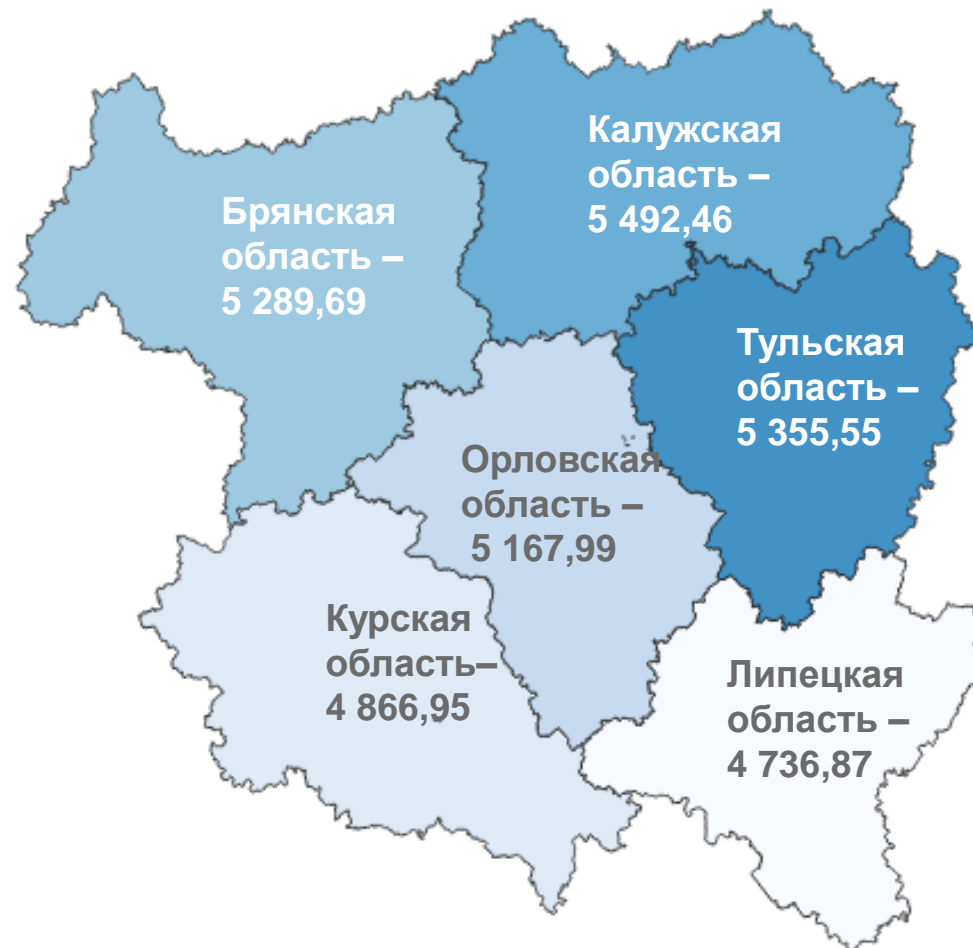 Калужская
область –
5 492,46
Брянская
область –
5 289,69
Тульская
область –
5 355,55
Орловская
область –
5 167,99
Курская
область–
4 866,95
Липецкая
область –
4 736,87